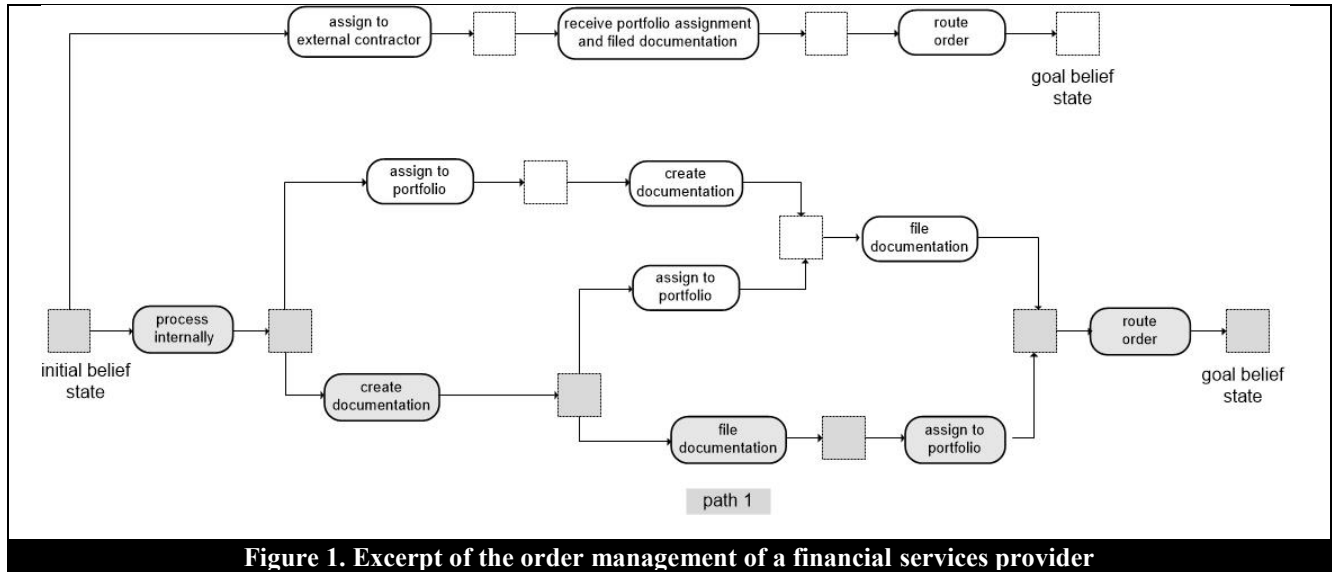 assign to
external contractor
receive portfolio assignment
and filed documentation
route
order
goal belief
state
assign to
portfolio
create
documentation
file
documentation
assign to
portfolio
process
internally
route
order
initial belief
state
goal belief
state
create
documentation
file
documentation
assign to
portfolio
path 1
Figure 1. Excerpt of the order management of a financial services provider